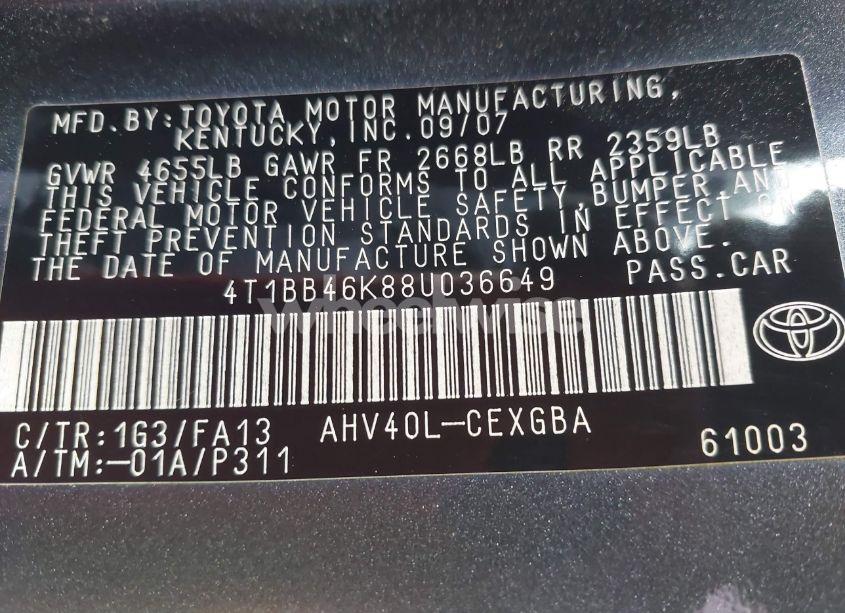 MFD.BY:TOYOTA MOTOR MANUFACTURING,
KENTUCKY, INC.09/07
GVWR 4655LB GAWR FR 2668LB RR 2359LB
THIS VEHICLE CONFORMS TO ALL APPLICABLE
FEDERAL MOTOR VEHICLE SAFETY,BUMPER,AND
THEFT PREVENTION STANDARDS IN EFFECT ON
THE DATE OF MANUFACTURE SHOWN ABOVE.
4T1BB46K88U036649 PASS.CAR
wheelwise
C/TR:1G3/FA13 AHV40L-CEXGBA
A/TM:-01A/P311 61003